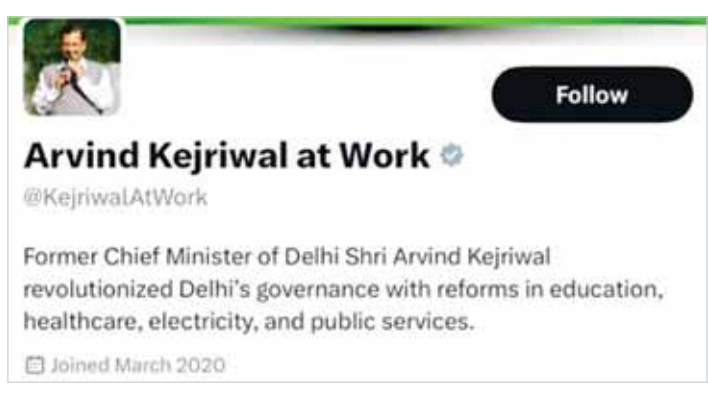 Follow
Arvind Kejriwal at Work
@KejriwalAtWork
Former Chief Minister of Delhi Shri Arvind Kejriwal
revolutionized Delhi's governance with reforms in education,
healthcare, electricity, and public services.
Joined March 2020